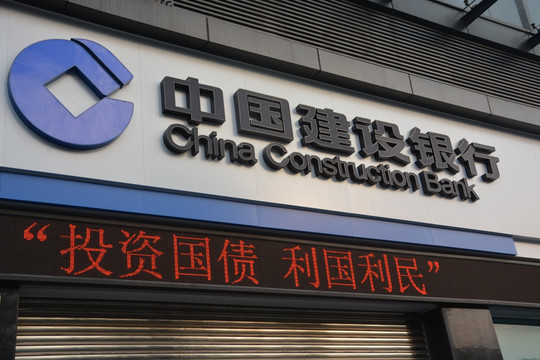 中国建设银行
China Construction Bank
“投资国债 利国利民”